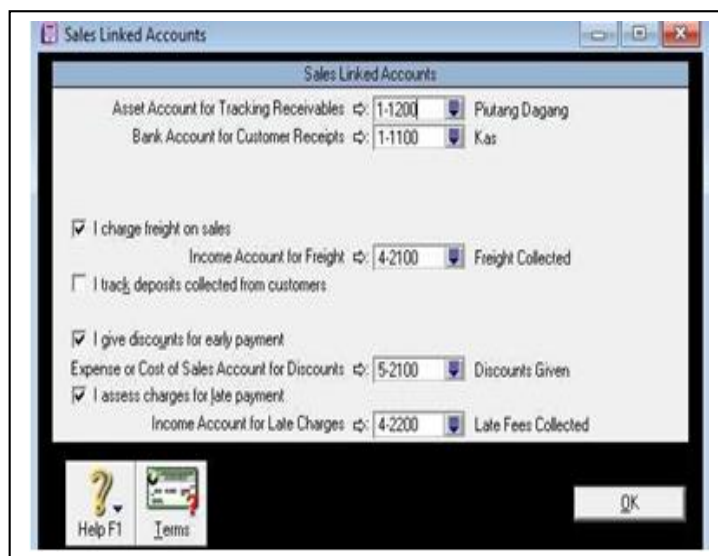 Sales Linked Accounts
Sales Linked Accounts
Asset Account for Tracking Receivables ⇨: 1-1200 Piutang Dagang
Bank Account for Customer Receipts ⇨: 1-1100 Kas
I charge freight on sales
Income Account for Freight ⇨: 4-2100 Freight Collected
I track deposits collected from customers
I give discounts for early payment
Expense or Cost of Sales Account for Discounts ⇨: 5-2100 Discounts Given
I assess charges for late payment
Income Account for Late Charges ⇨: 4-2200 Late Fees Collected
Help F1 Terms OK